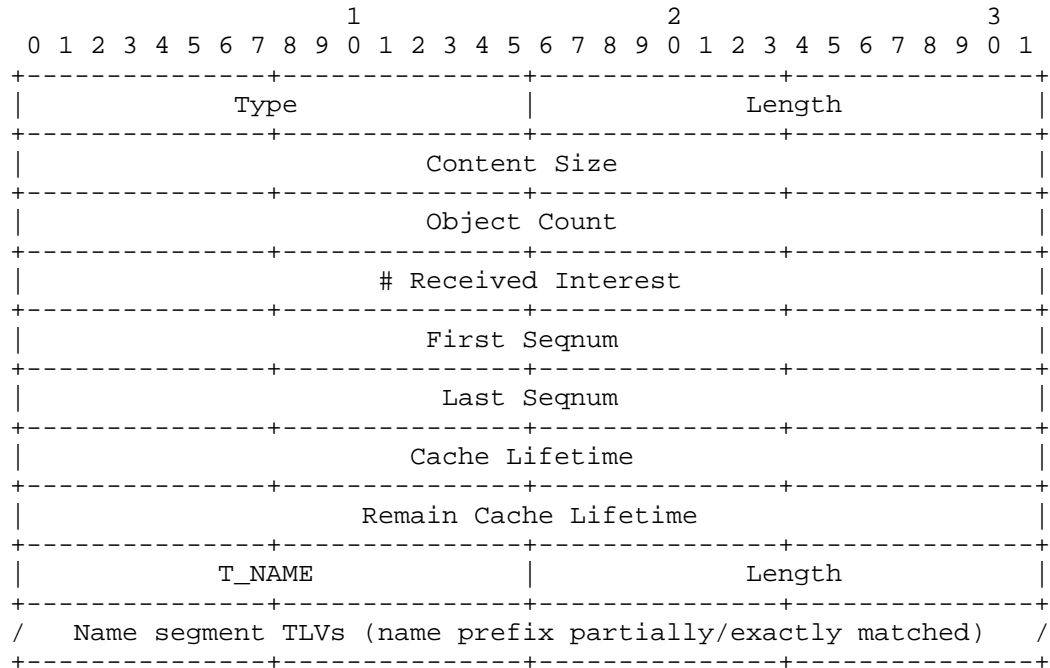 1                   2                   3
 0 1 2 3 4 5 6 7 8 9 0 1 2 3 4 5 6 7 8 9 0 1 2 3 4 5 6 7 8 9 0 1
+---------------+---------------+---------------+---------------+
|             Type              |             Length            |
+---------------+---------------+---------------+---------------+
|                         Content Size                          |
+---------------+---------------+---------------+---------------+
|                         Object Count                          |
+---------------+---------------+---------------+---------------+
|                      # Received Interest                      |
+---------------+---------------+---------------+---------------+
|                         First Seqnum                          |
+---------------+---------------+---------------+---------------+
|                          Last Seqnum                          |
+---------------+---------------+---------------+---------------+
|                        Cache Lifetime                         |
+---------------+---------------+---------------+---------------+
|                     Remain Cache Lifetime                     |
+---------------+---------------+---------------+---------------+
|            T_NAME             |             Length            |
+---------------+---------------+---------------+---------------+
/   Name segment TLVs (name prefix partially/exactly matched)   /
+---------------+---------------+---------------+---------------+